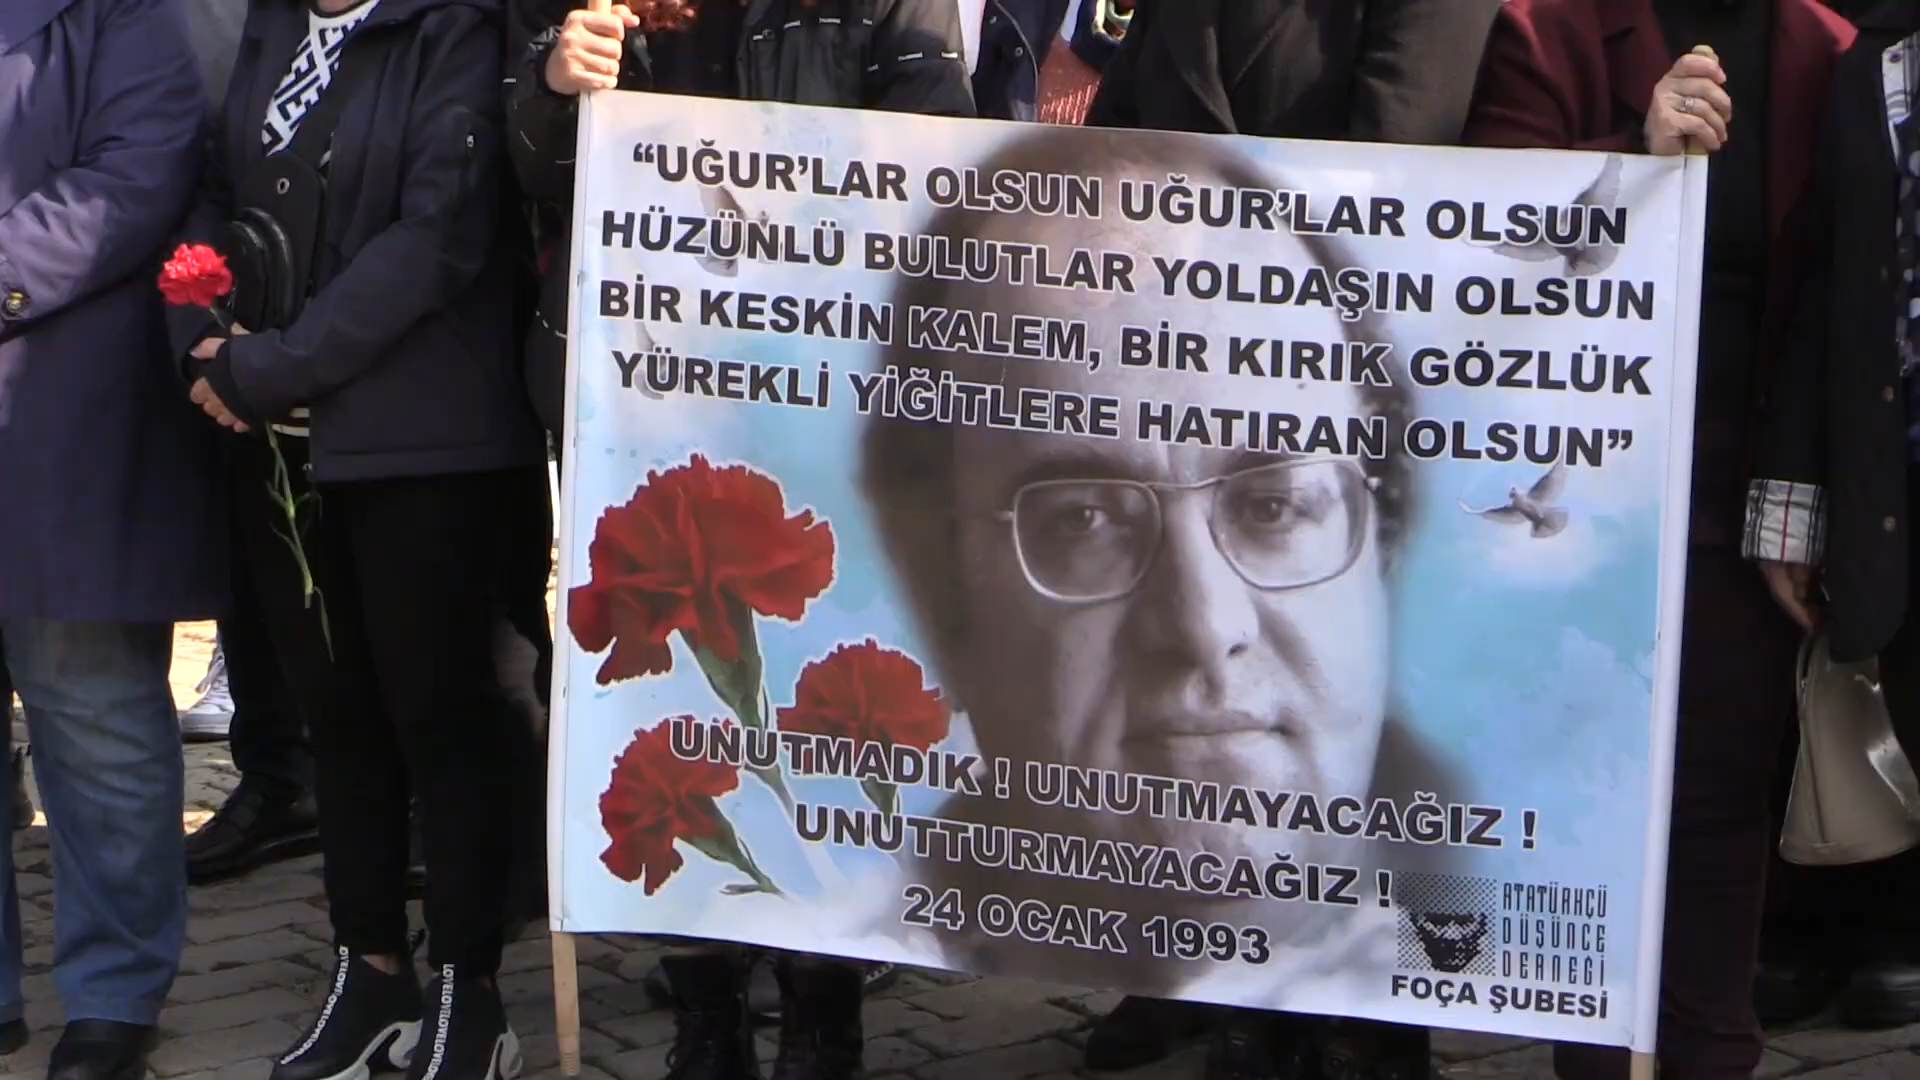 “UĞUR’LAR OLSUN UĞUR’LAR OLSUN
HÜZÜNLÜ BULUTLAR YOLDAŞIN OLSUN
BİR KESKİN KALEM, BİR KIRIK GÖZLÜK
YÜREKLİ YİĞİTLERE HATIRAN OLSUN”
UNUTMADIK ! UNUTMAYACAĞIZ !
UNUTTURMAYACAĞIZ !
24 OCAK 1993
ATATÜRKÇÜ
DÜŞÜNCE
DERNEĞİ
FOÇA ŞUBESİ